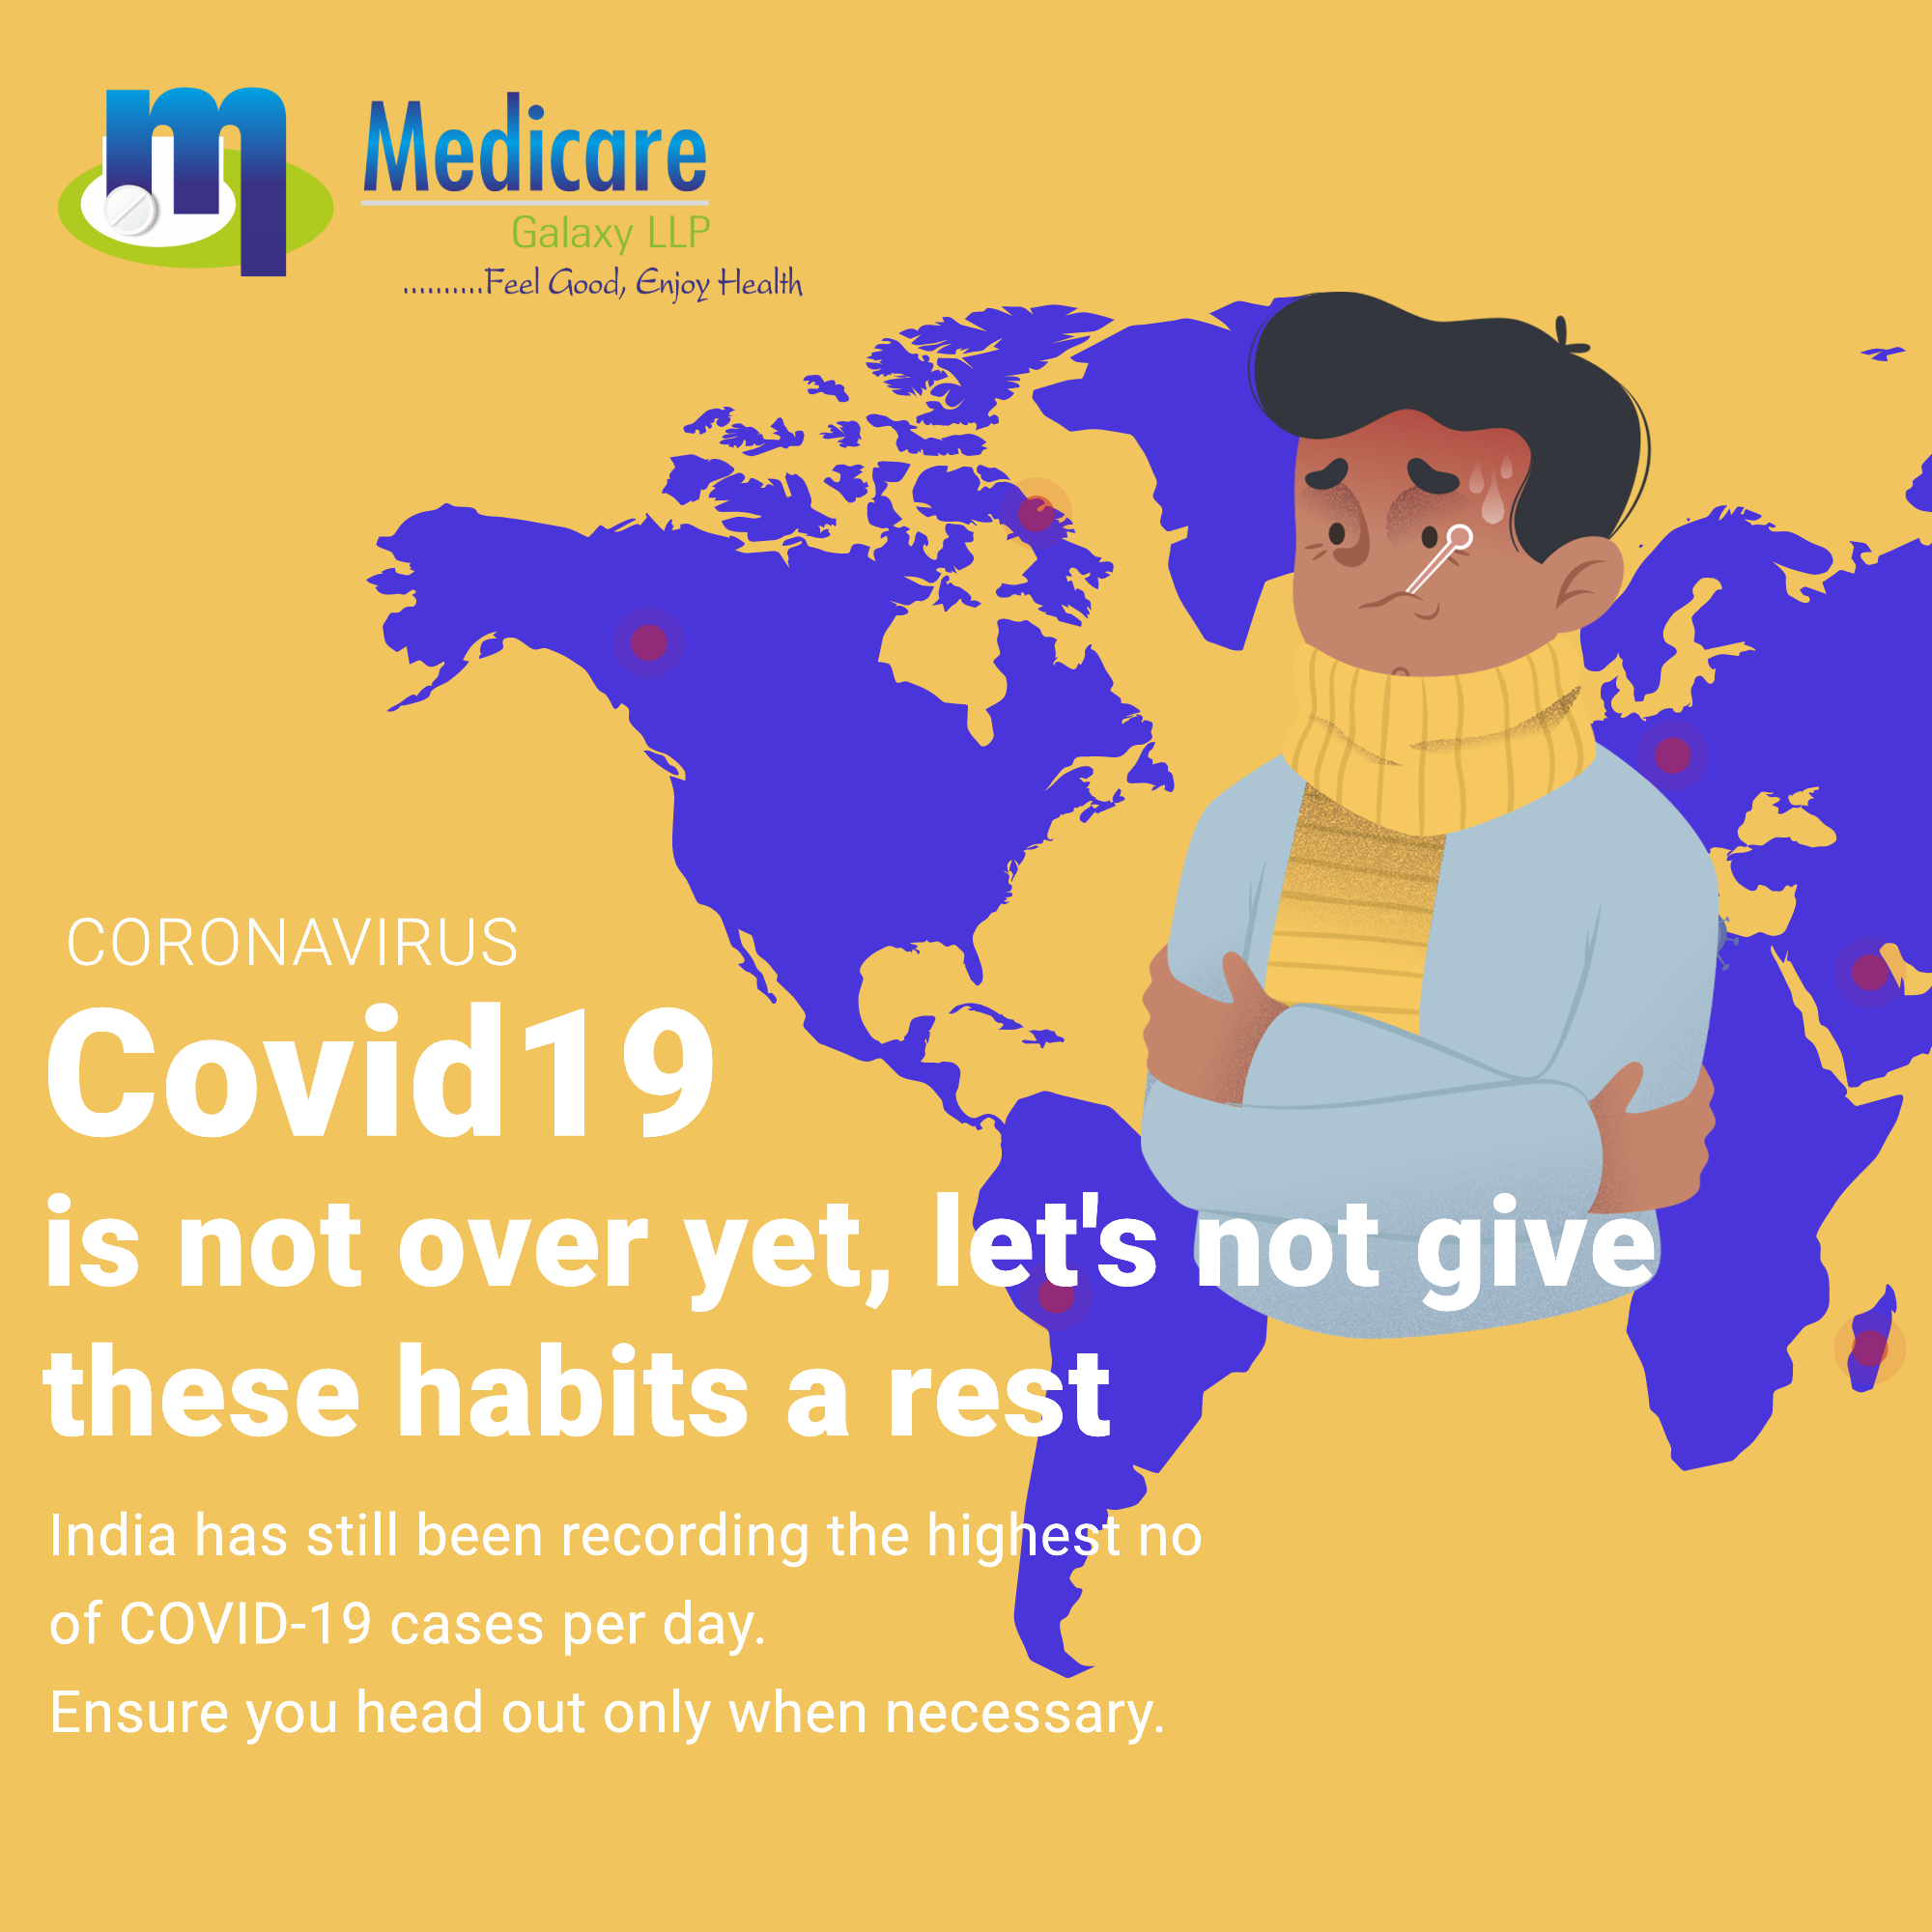 m
Medicare
Galaxy LLP
..........Feel Good, Enjoy Health
CORONAVIRUS
Covid19
is not over yet, let's not give
these habits a rest
India has still been recording the highest no
of COVID-19 cases per day.
Ensure you head out only when necessary.